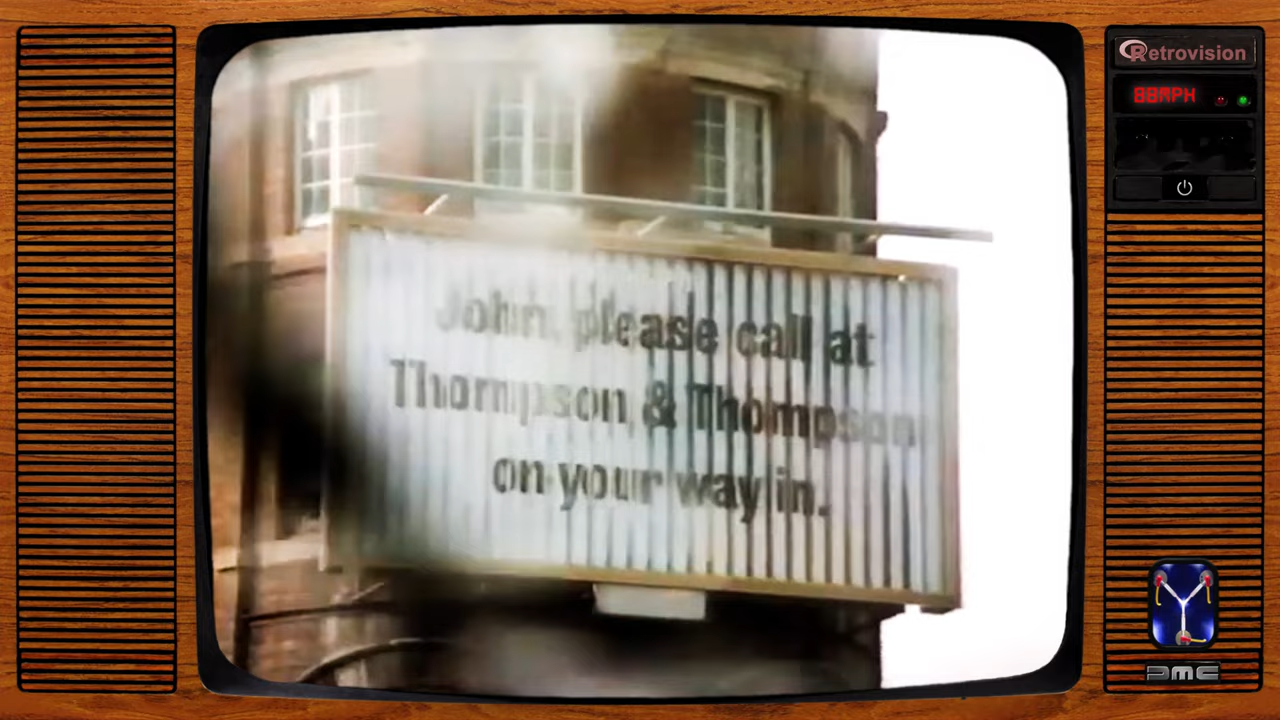 Retrovision
88MPH
John, please call at
Thompson & Thompson
on your way in.
DMC